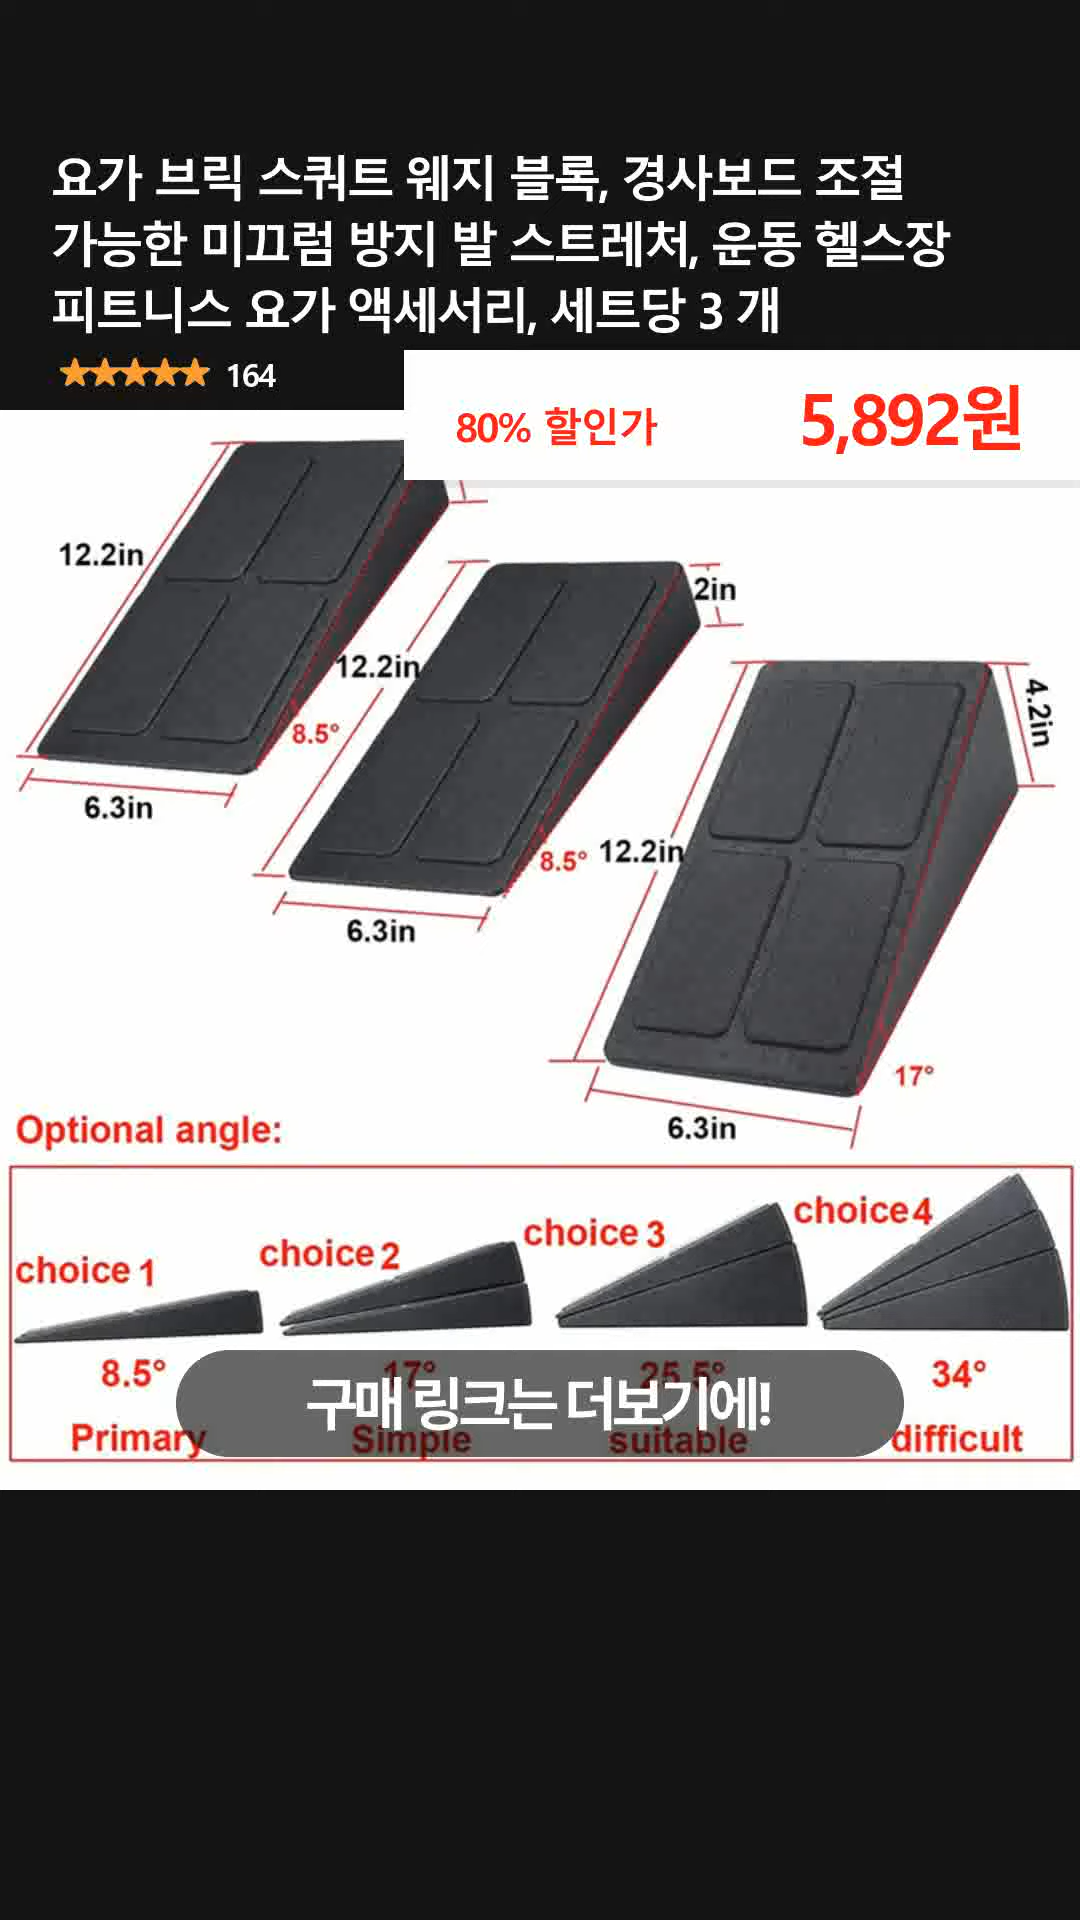 요가 브릭 스쿼트 웨지 블록, 경사보드 조절
가능한 미끄럼 방지 발 스트레처, 운동 헬스장
피트니스 요가 액세서리, 세트당 3 개
164
80% 할인가 5,892원
12.2in
2in
12.2in
4.2in
8.5°
6.3in
12.2in
8.5°
6.3in
17°
6.3in
Optional angle:
choice 1
choice 2
choice 3
choice 4
8.5°
17°
25.5°
34°
구매 링크는 더보기에!
Primary
Simple
suitable
difficult